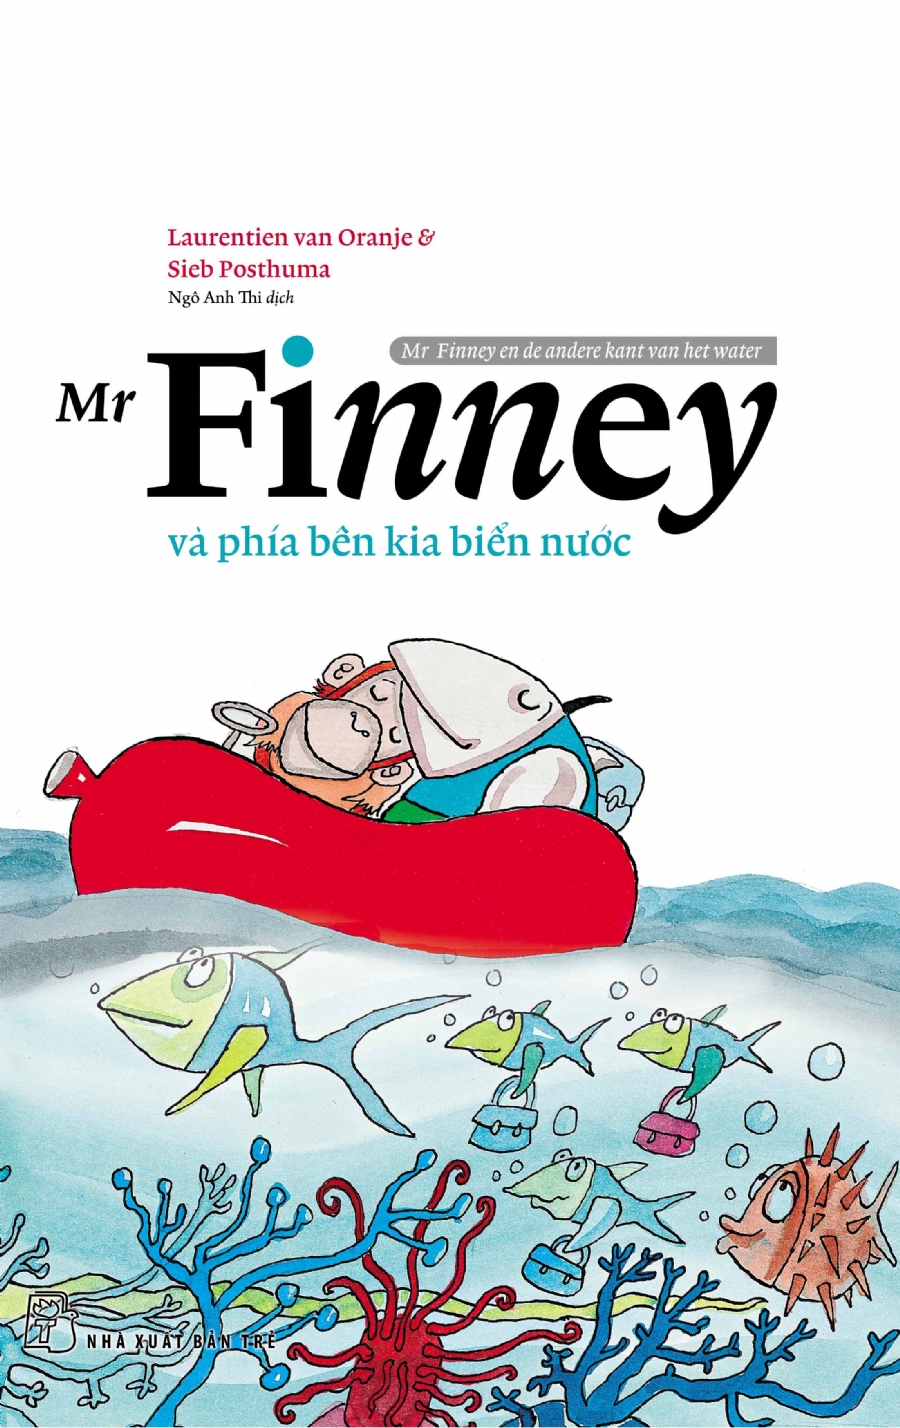 Laurentien van Oranje &
Sieb Posthuma
Ngô Anh Thi dịch
Mr Finney en de andere kant van het water
Mr Finney
và phía bên kia biển nước
NHÀ XUẤT BẢN TRẺ